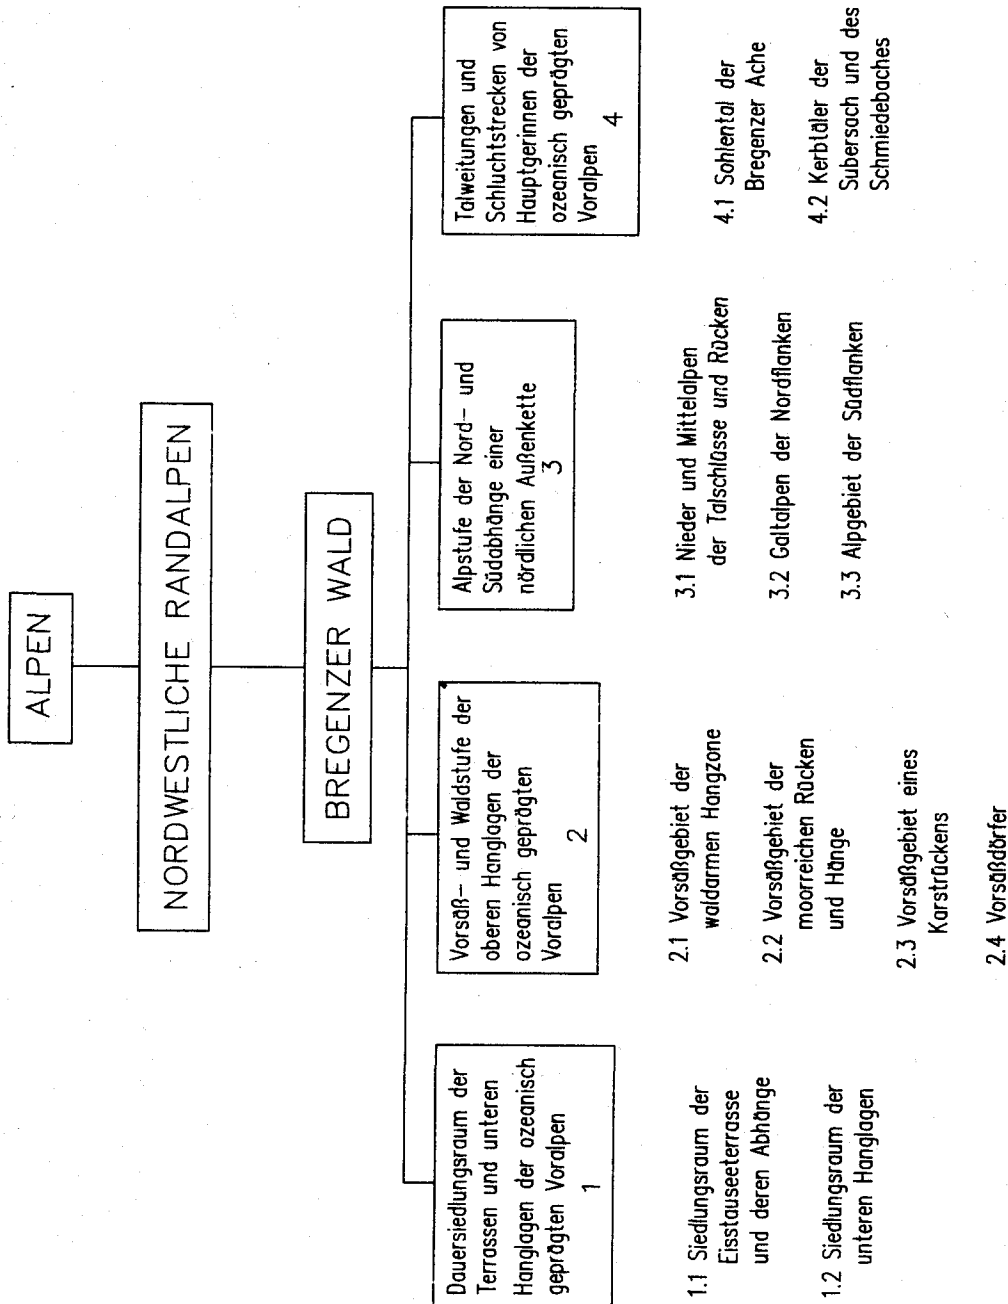 ALPEN
NORDWESTLICHE RANDALPEN
BREGENZER WALD
Dauersiedlungsraum der
Terrassen und unteren
Hanglagen der ozeanisch
geprägten Voralpen
1
1.1 Siedlungsraum der
Eisstauseeterrasse
und deren Abhänge
1.2 Siedlungsraum der
unteren Hanglagen
Vorsäß- und Waldstufe der
oberen Hanglagen der
ozeanisch geprägten
Voralpen
2
2.1 Vorsäßgebiet der
waldarmen Hangzone
2.2 Vorsäßgebiet der
moorreichen Rücken
und Hänge
2.3 Vorsäßgebiet eines
Karstrückens
2.4 Vorsäßdörfer
Alpstufe der Nord- und
Südabhänge einer
nördlichen Außenkette
3
3.1 Nieder und Mittelalpen
der Talschlüsse und Rücken
3.2 Galtalpen der Nordflanken
3.3 Alpgebiet der Südflanken
Talweitungen und
Schluchtstrecken von
Hauptgerinnen der
ozeanisch geprägten
Voralpen
4
4.1 Sohlental der
Bregenzer Ache
4.2 Kerbtäler der
Subersach und des
Schmiedebaches